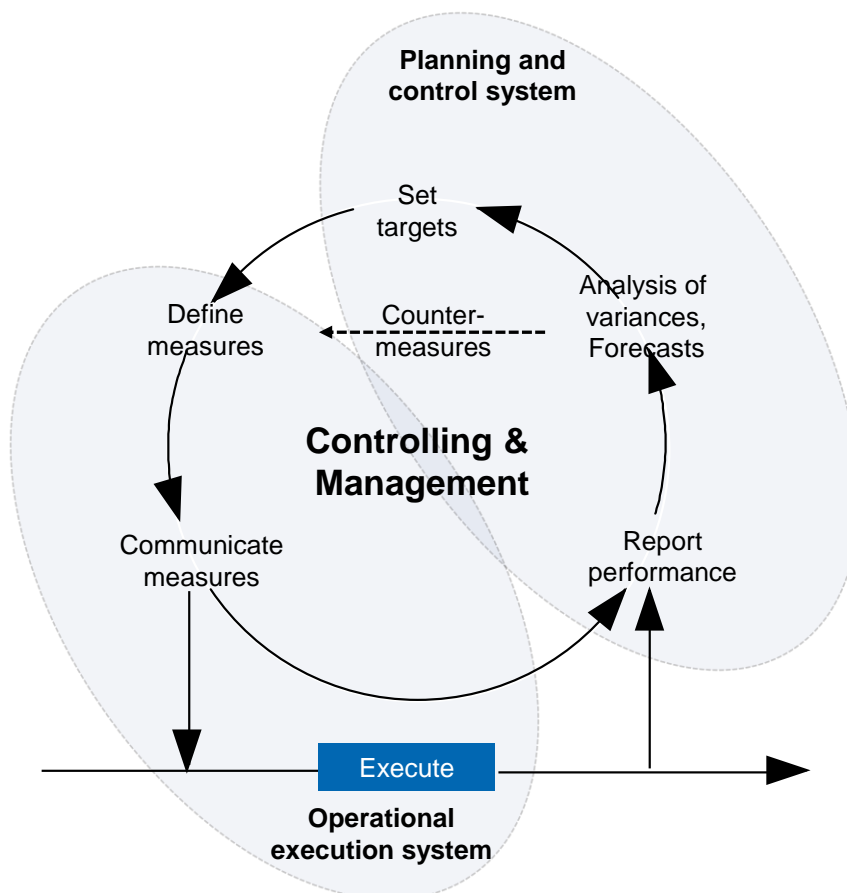 Planning and
control system
Set
targets
Analysis of
variances,
Forecasts
Define
measures
Counter-
measures
Controlling &
Management
Communicate
measures
Report
performance
Execute
Operational
execution system